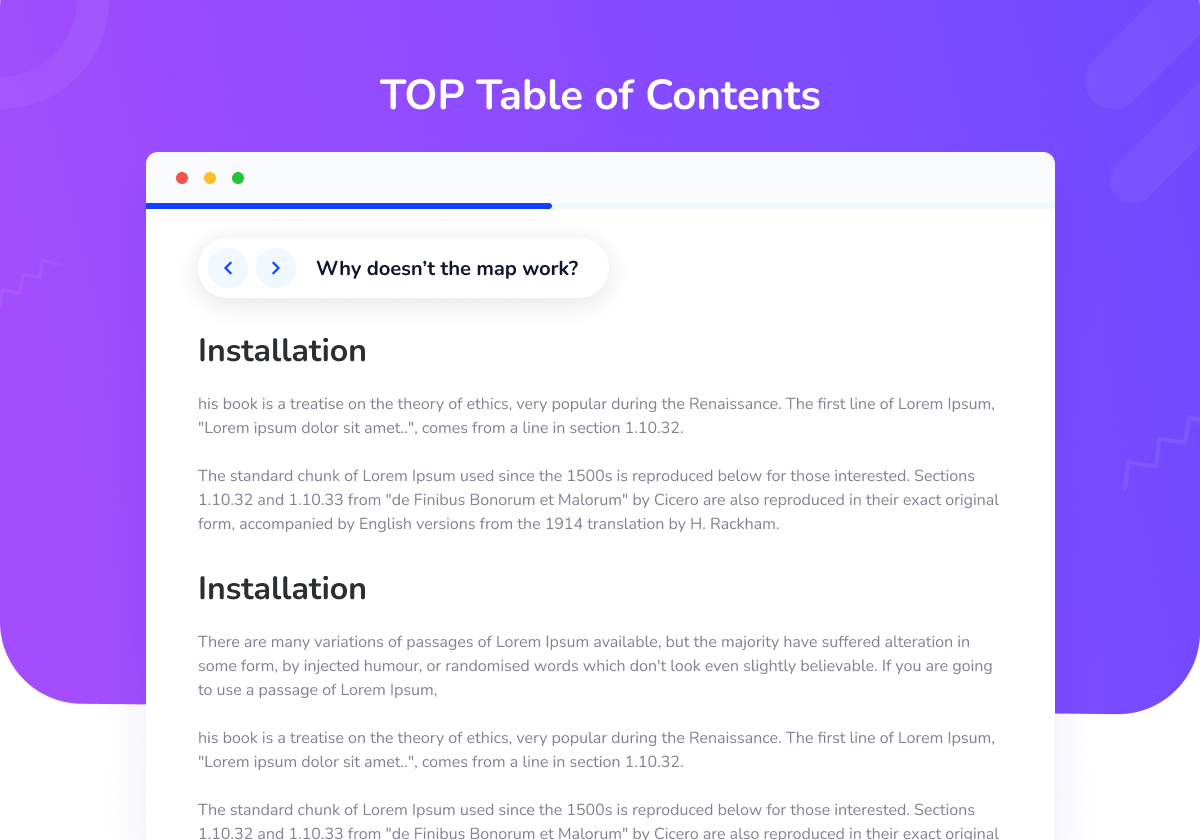 TOP Table of Contents
Why doesn’t the map work?
Installation
his book is a treatise on the theory of ethics, very popular during the Renaissance. The first line of Lorem Ipsum,
"Lorem ipsum dolor sit amet..", comes from a line in section 1.10.32.
The standard chunk of Lorem Ipsum used since the 1500s is reproduced below for those interested. Sections
1.10.32 and 1.10.33 from "de Finibus Bonorum et Malorum" by Cicero are also reproduced in their exact original
form, accompanied by English versions from the 1914 translation by H. Rackham.
Installation
There are many variations of passages of Lorem Ipsum available, but the majority have suffered alteration in
some form, by injected humour, or randomised words which don't look even slightly believable. If you are going
to use a passage of Lorem Ipsum,
his book is a treatise on the theory of ethics, very popular during the Renaissance. The first line of Lorem Ipsum,
"Lorem ipsum dolor sit amet..", comes from a line in section 1.10.32.
The standard chunk of Lorem Ipsum used since the 1500s is reproduced below for those interested. Sections
1.10.32 and 1.10.33 from "de Finibus Bonorum et Malorum" by Cicero are also reproduced in their exact original